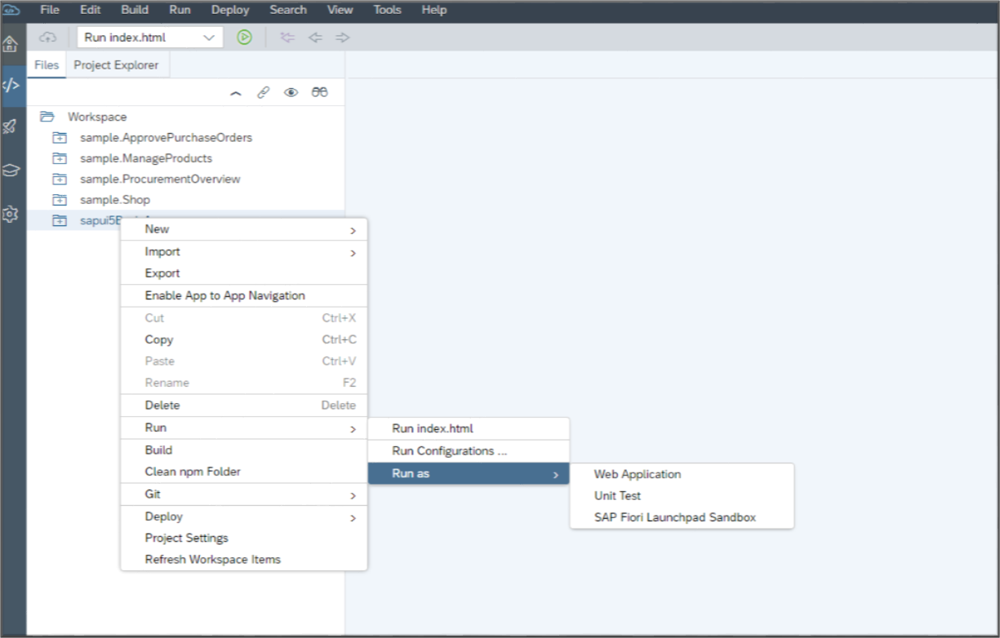 File Edit Build Run Deploy Search View Tools Help
Run index.html
Files Project Explorer
Workspace
sample.ApprovePurchaseOrders
sample.ManageProducts
sample.ProcurementOverview
sample.Shop
New
Import
Export
Enable App to App Navigation
Cut Ctrl+X
Copy Ctrl+C
Paste Ctrl+V
Rename F2
Delete Delete
Run
Build
Clean npm Folder
Git
Deploy
Project Settings
Refresh Workspace Items
Run index.html
Run Configurations ...
Run as
Web Application
Unit Test
SAP Fiori Launchpad Sandbox